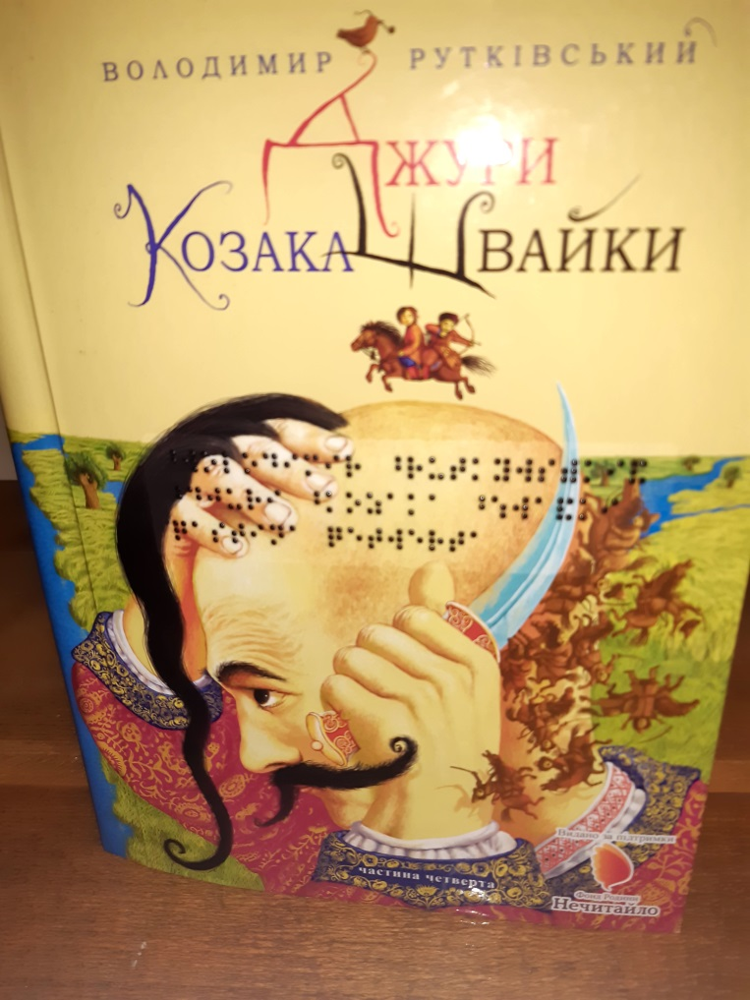 ВОЛОДИМИР РУТКІВСЬКИЙ
ДЖУРИ
КОЗАКА ШВАЙКИ
частина четверта
Видано за підтримки
Фонд Родини
Нечитайло